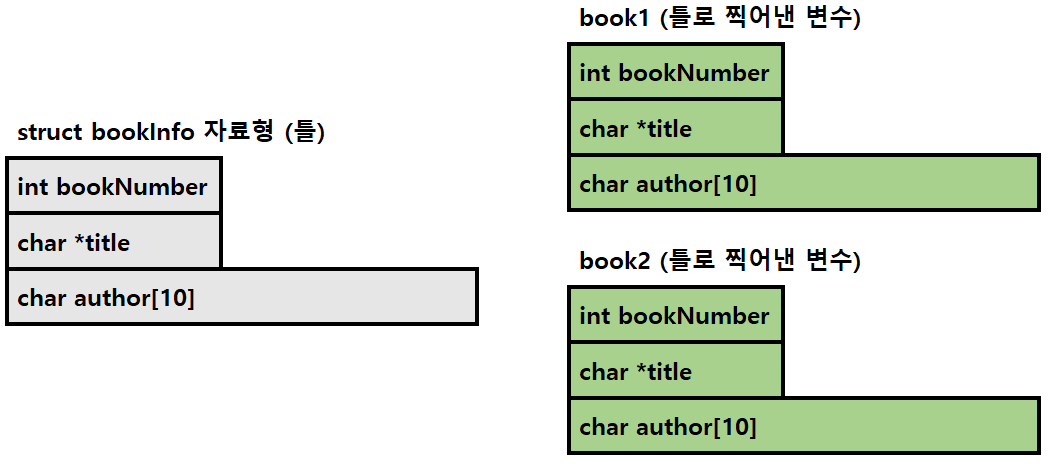 struct bookInfo 자료형 (틀)
int bookNumber
char *title
char author[10]
book1 (틀로 찍어낸 변수)
int bookNumber
char *title
char author[10]
book2 (틀로 찍어낸 변수)
int bookNumber
char *title
char author[10]